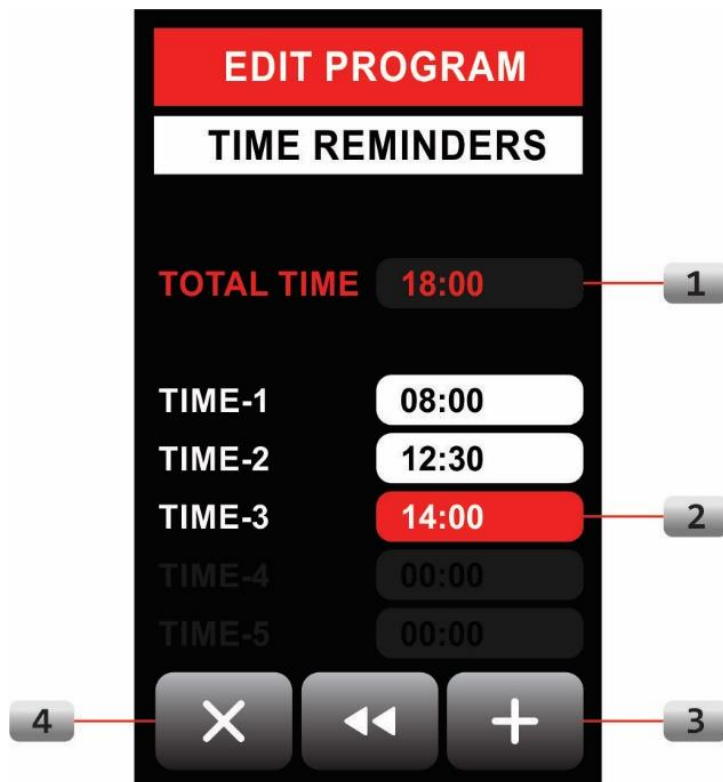 EDIT PROGRAM
TIME REMINDERS
TOTAL TIME 18:00
1
TIME-1 08:00
TIME-2 12:30
TIME-3 14:00
2
TIME-4 00:00
TIME-5 00:00
4
3